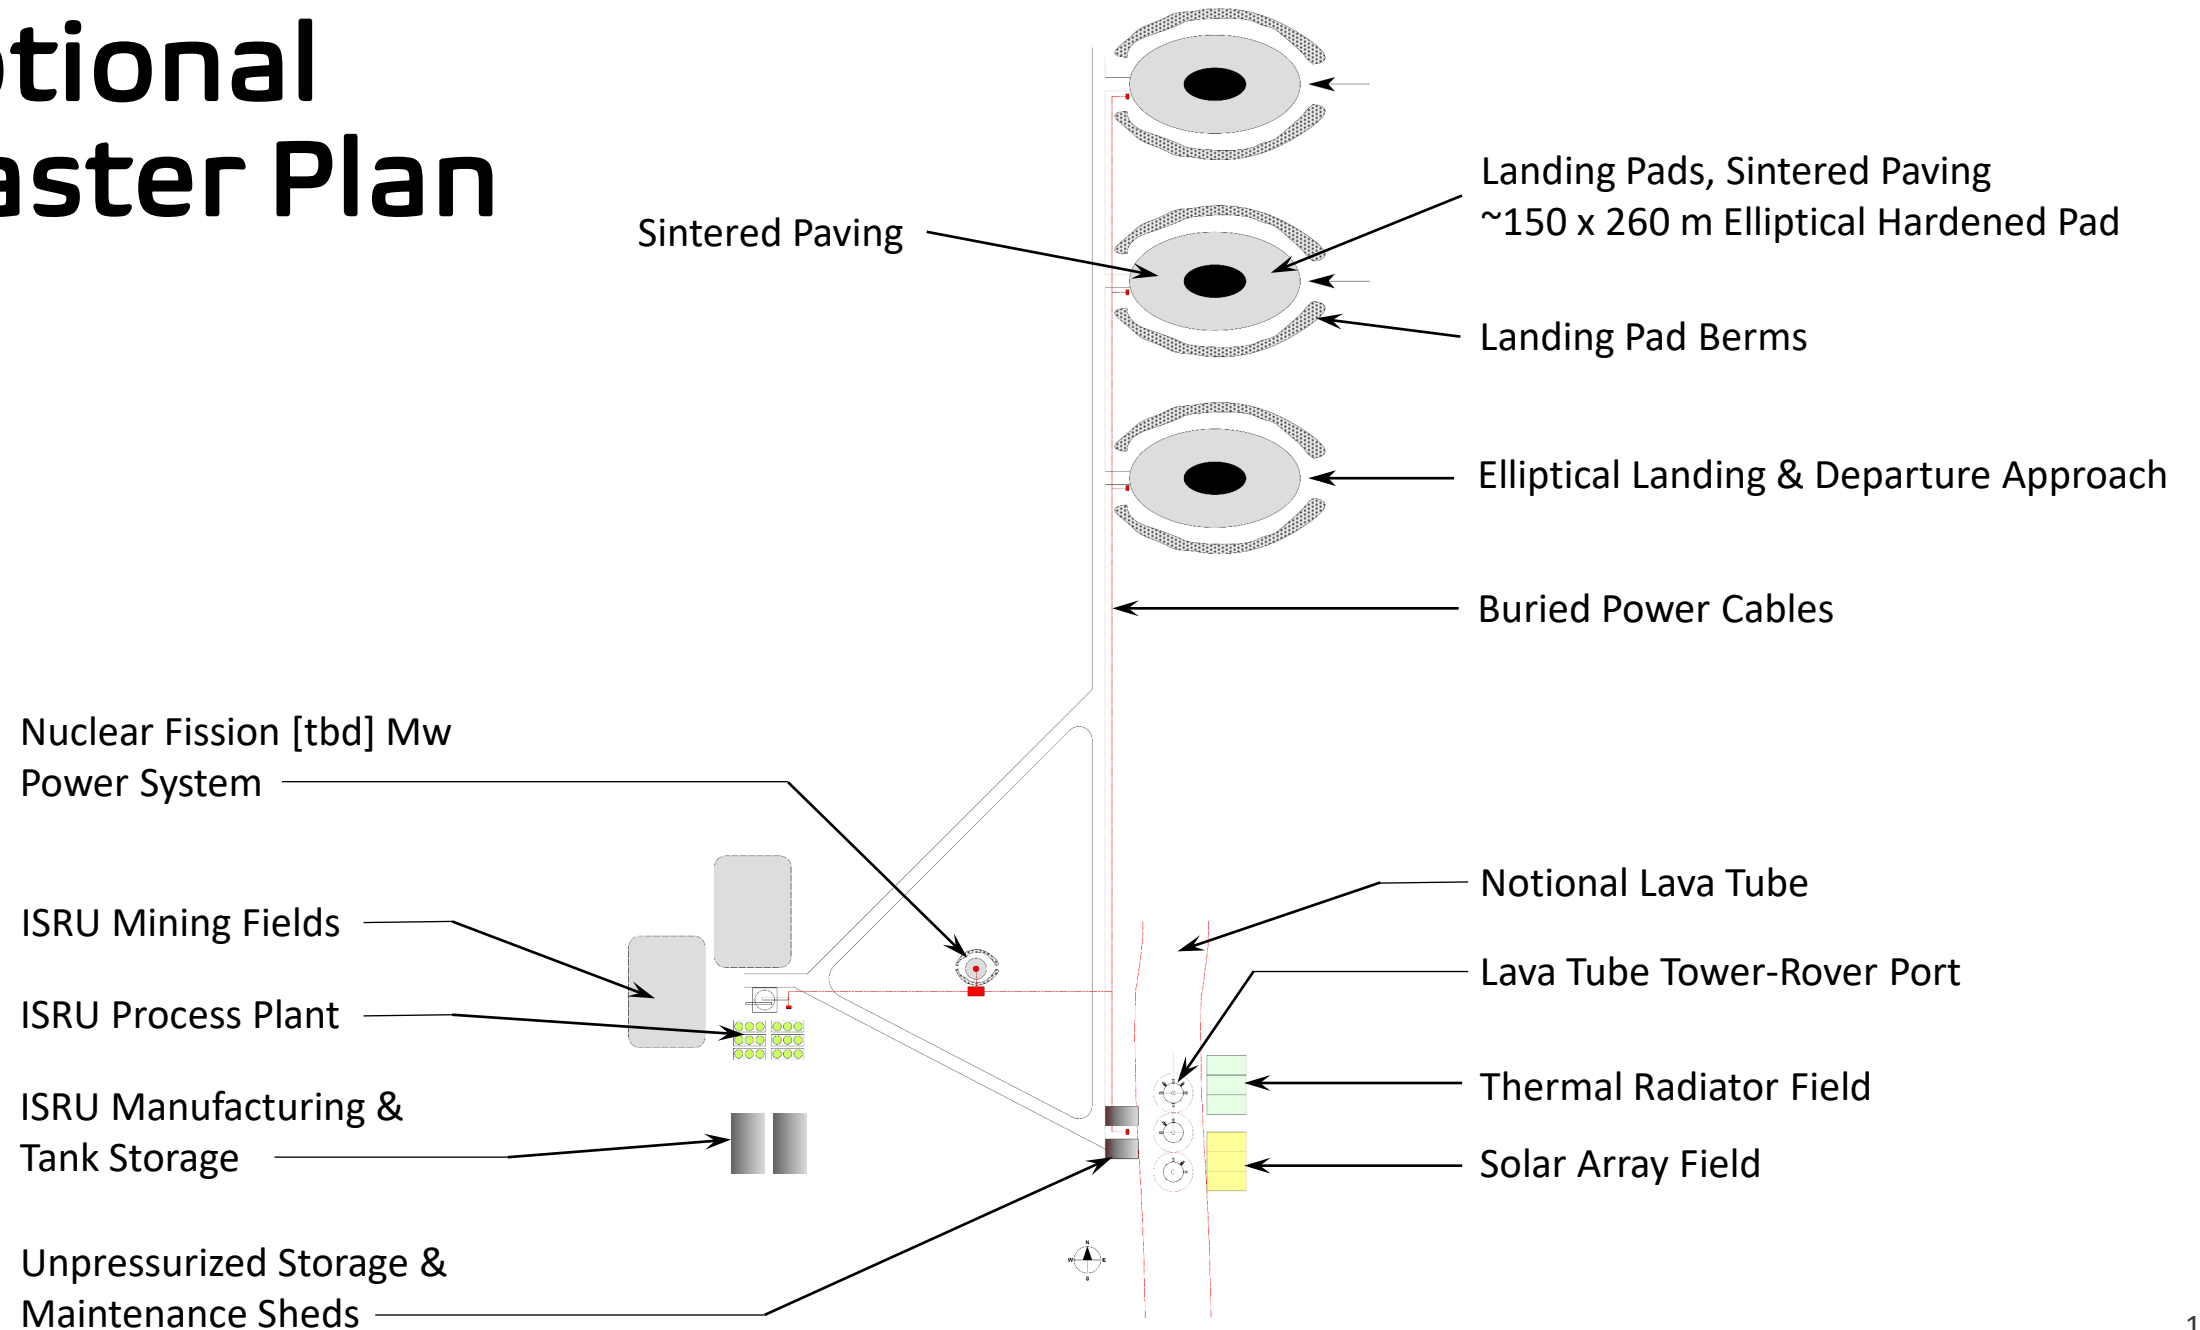 otional
aster Plan
Sintered Paving
Landing Pads, Sintered Paving
~150 x 260 m Elliptical Hardened Pad
Landing Pad Berms
Elliptical Landing & Departure Approach
Buried Power Cables
Nuclear Fission [tbd] Mw
Power System
ISRU Mining Fields
ISRU Process Plant
ISRU Manufacturing &
Tank Storage
Unpressurized Storage &
Maintenance Sheds
Notional Lava Tube
Lava Tube Tower-Rover Port
Thermal Radiator Field
Solar Array Field
N
W E
S
1